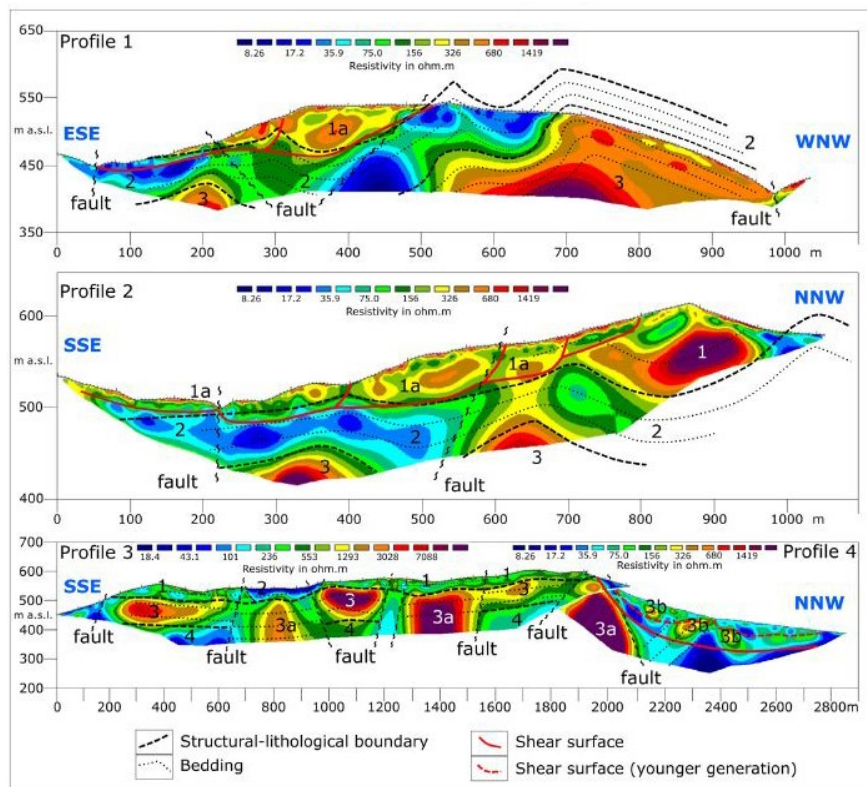 Profile 1
8.26 17.2 35.9 75.0 156 326 680 1419
Resistivity in ohm.m
650
550
m a.s.l.
450
350
ESE
WNW
1a
2
2
2
3
3
fault
fault
fault
0 100 200 300 400 500 600 700 800 900 1000 m
Profile 2
8.26 17.2 35.9 75.0 156 326 680 1419
Resistivity in ohm.m
600
m a.s.l.
500
400
SSE
NNW
1a
1a
1a
1
2
2
3
3
fault
fault
0 100 200 300 400 500 600 700 800 900 1000 m
Profile 3
18.4 43.1 101 236 553 1293 3028 7088
Resistivity in ohm.m
Profile 4
8.26 17.2 35.9 75.0 156 326 680 1419
Resistivity in ohm.m
700
600
m a.s.l.
500
400
300
200
SSE
NNW
1
2
1
1
3
3
3
3a
3a
3a
3b
3b
3b
4
4
4
fault
fault
fault
fault
fault
fault
0 200 400 600 800 1000 1200 1400 1600 1800 2000 2200 2400 2600 2800m
Structural-lithological boundary
Bedding
Shear surface
Shear surface (younger generation)